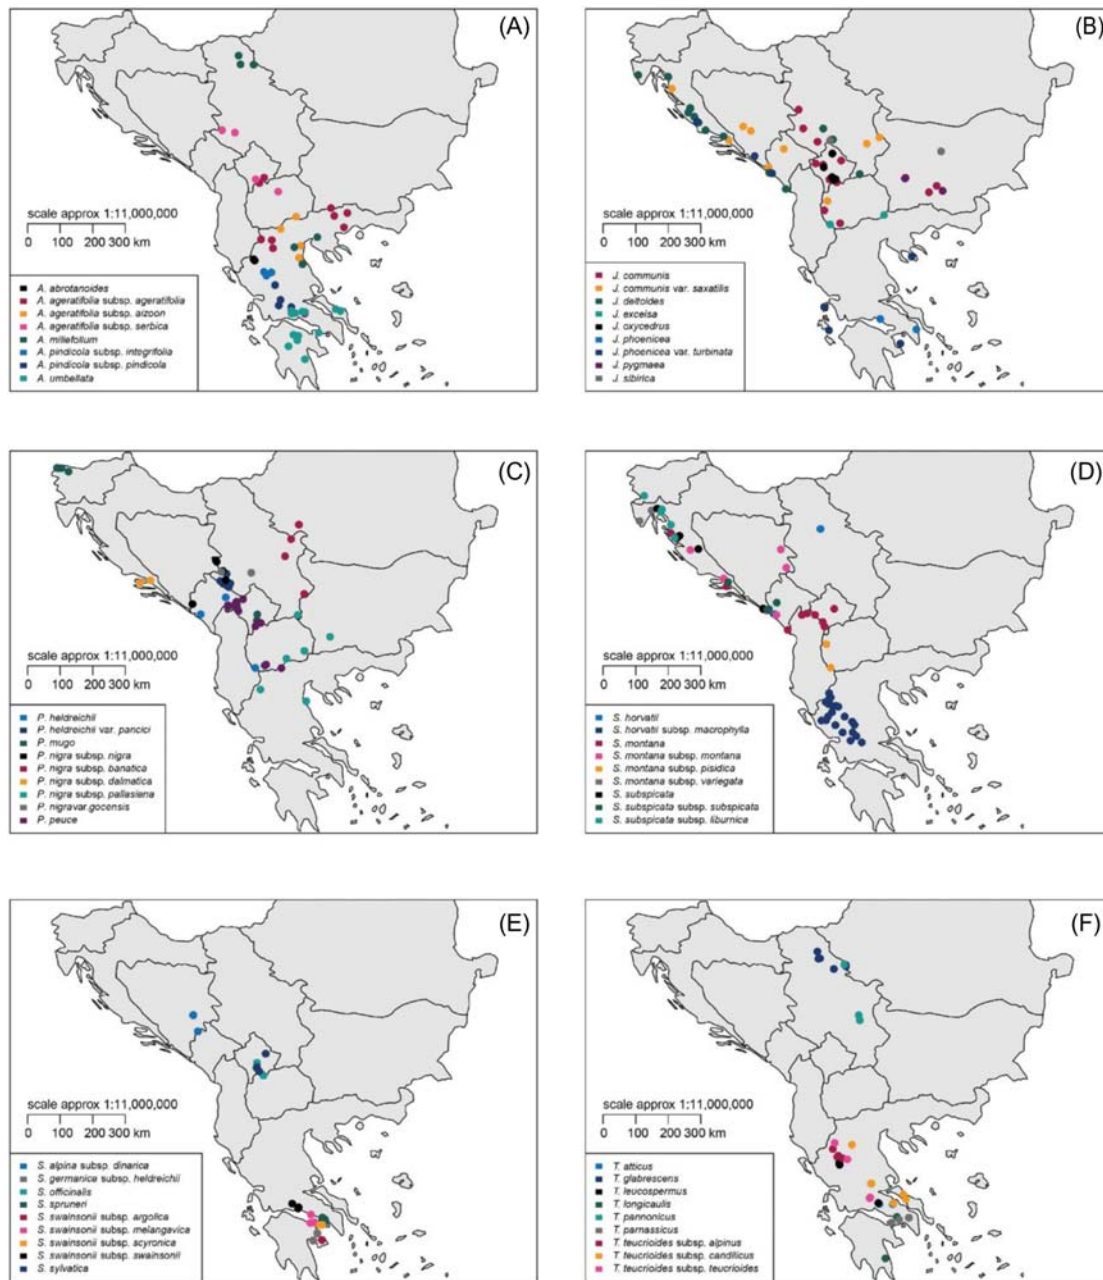 (A)
scale approx 1:11,000,000
0 100 200 300 km
A. abrotanoides
A. ageratifolia subsp. ageratifolia
A. ageratifolia subsp. aizoon
A. ageratifolia subsp. serbica
A. millefolium
A. pindicola subsp. integrifolia
A. pindicola subsp. pindicola
A. umbellata
(B)
scale approx 1:11,000,000
0 100 200 300 km
J. communis
J. communis var. saxatilis
J. deltoides
J. excelsa
J. oxycedrus
J. phoenicea
J. phoenicea var. turbinata
J. pygmaea
J. sibirica
(C)
scale approx 1:11,000,000
0 100 200 300 km
P. heldreichii
P. heldreichii var. pancici
P. mugo
P. nigra subsp. nigra
P. nigra subsp. banatica
P. nigra subsp. dalmatica
P. nigra subsp. pallasiana
P. nigravar.gocensis
P. peuce
(D)
scale approx 1:11,000,000
0 100 200 300 km
S. horvatii
S. horvatii subsp. macrophylla
S. montana
S. montana subsp. montana
S. montana subsp. pisidica
S. montana subsp. variegata
S. subspicata
S. subspicata subsp. subspicata
S. subspicata subsp. liburnica
(E)
scale approx 1:11,000,000
0 100 200 300 km
S. alpina subsp. dinarica
S. germanica subsp. heldreichii
S. officinalis
S. spruneri
S. swainsonii subsp. argolica
S. swainsonii subsp. melangavica
S. swainsonii subsp. scyronica
S. swainsonii subsp. swainsonii
S. sylvatica
(F)
scale approx 1:11,000,000
0 100 200 300 km
T. atticus
T. glabrescens
T. leucospermus
T. longicaulis
T. pannonicus
T. parnassicus
T. teucrioides subsp. alpinus
T. teucrioides subsp. candilicus
T. teucrioides subsp. teucrioides